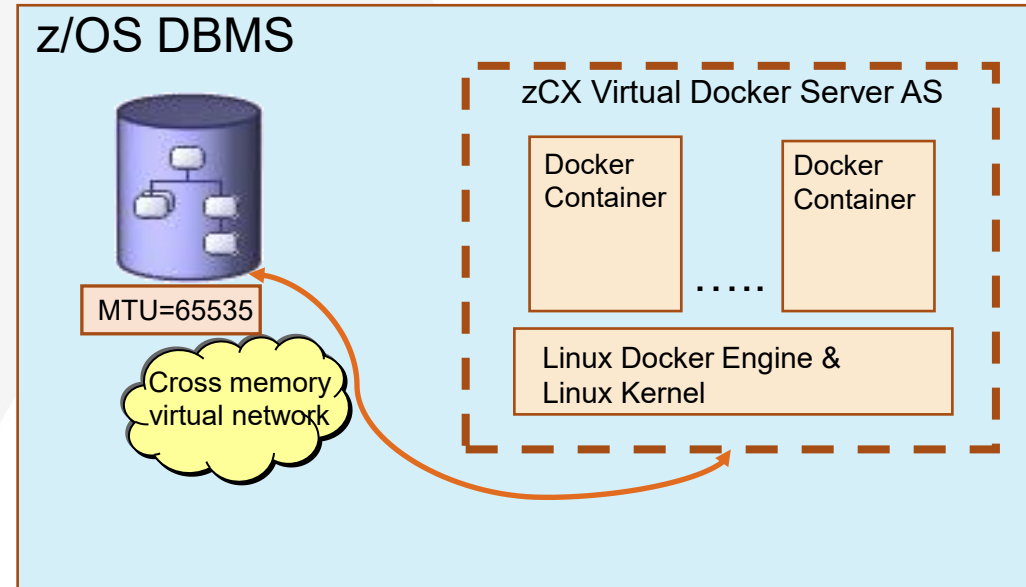 z/OS DBMS
zCX Virtual Docker Server AS
Docker
Container
Docker
Container
.....
MTU=65535
Linux Docker Engine &
Linux Kernel
Cross memory
virtual network